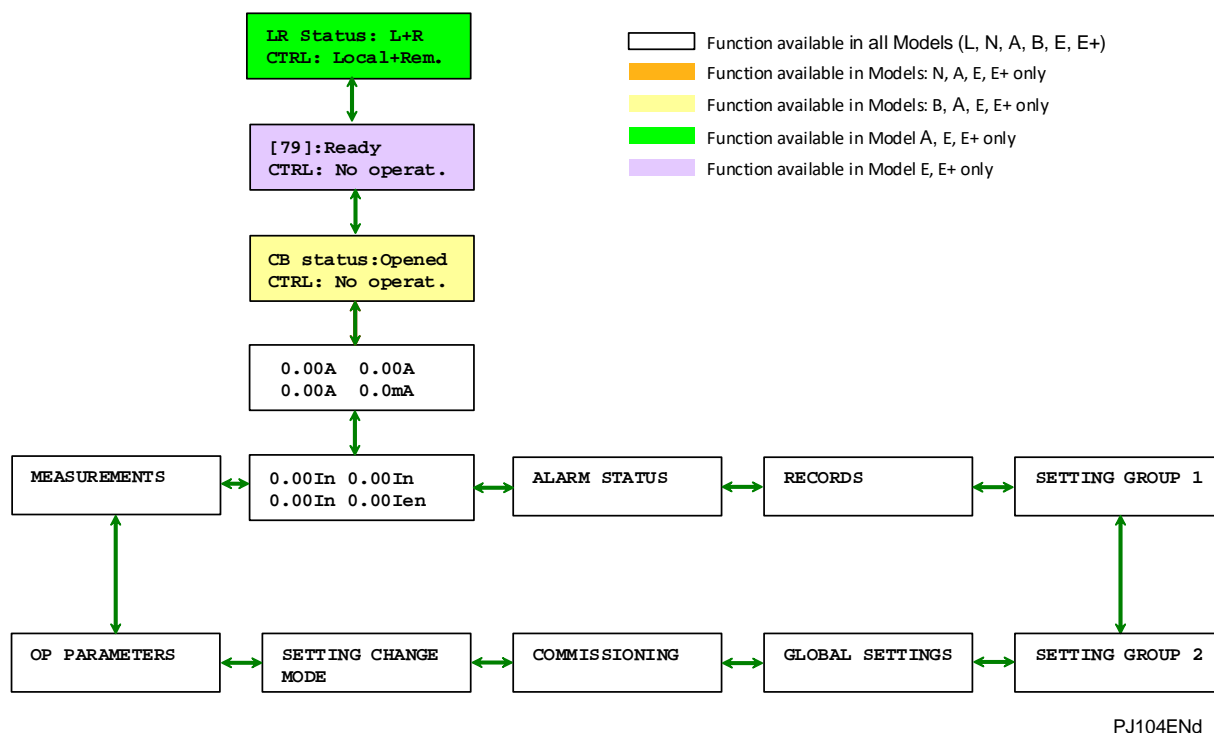 LR Status: L+R
CTRL: Local+Rem.
[79]:Ready
CTRL: No operat.
CB status:Opened
CTRL: No operat.
0.00A 0.00A
0.00A 0.0mA
Function available in all Models (L, N, A, B, E, E+)
Function available in Models: N, A, E, E+ only
Function available in Models: B, A, E, E+ only
Function available in Model A, E, E+ only
Function available in Model E, E+ only
MEASUREMENTS
0.00In 0.00In
0.00In 0.00Ien
ALARM STATUS
RECORDS
SETTING GROUP 1
OP PARAMETERS
SETTING CHANGE
MODE
COMMISSIONING
GLOBAL SETTINGS
SETTING GROUP 2
PJ104ENd